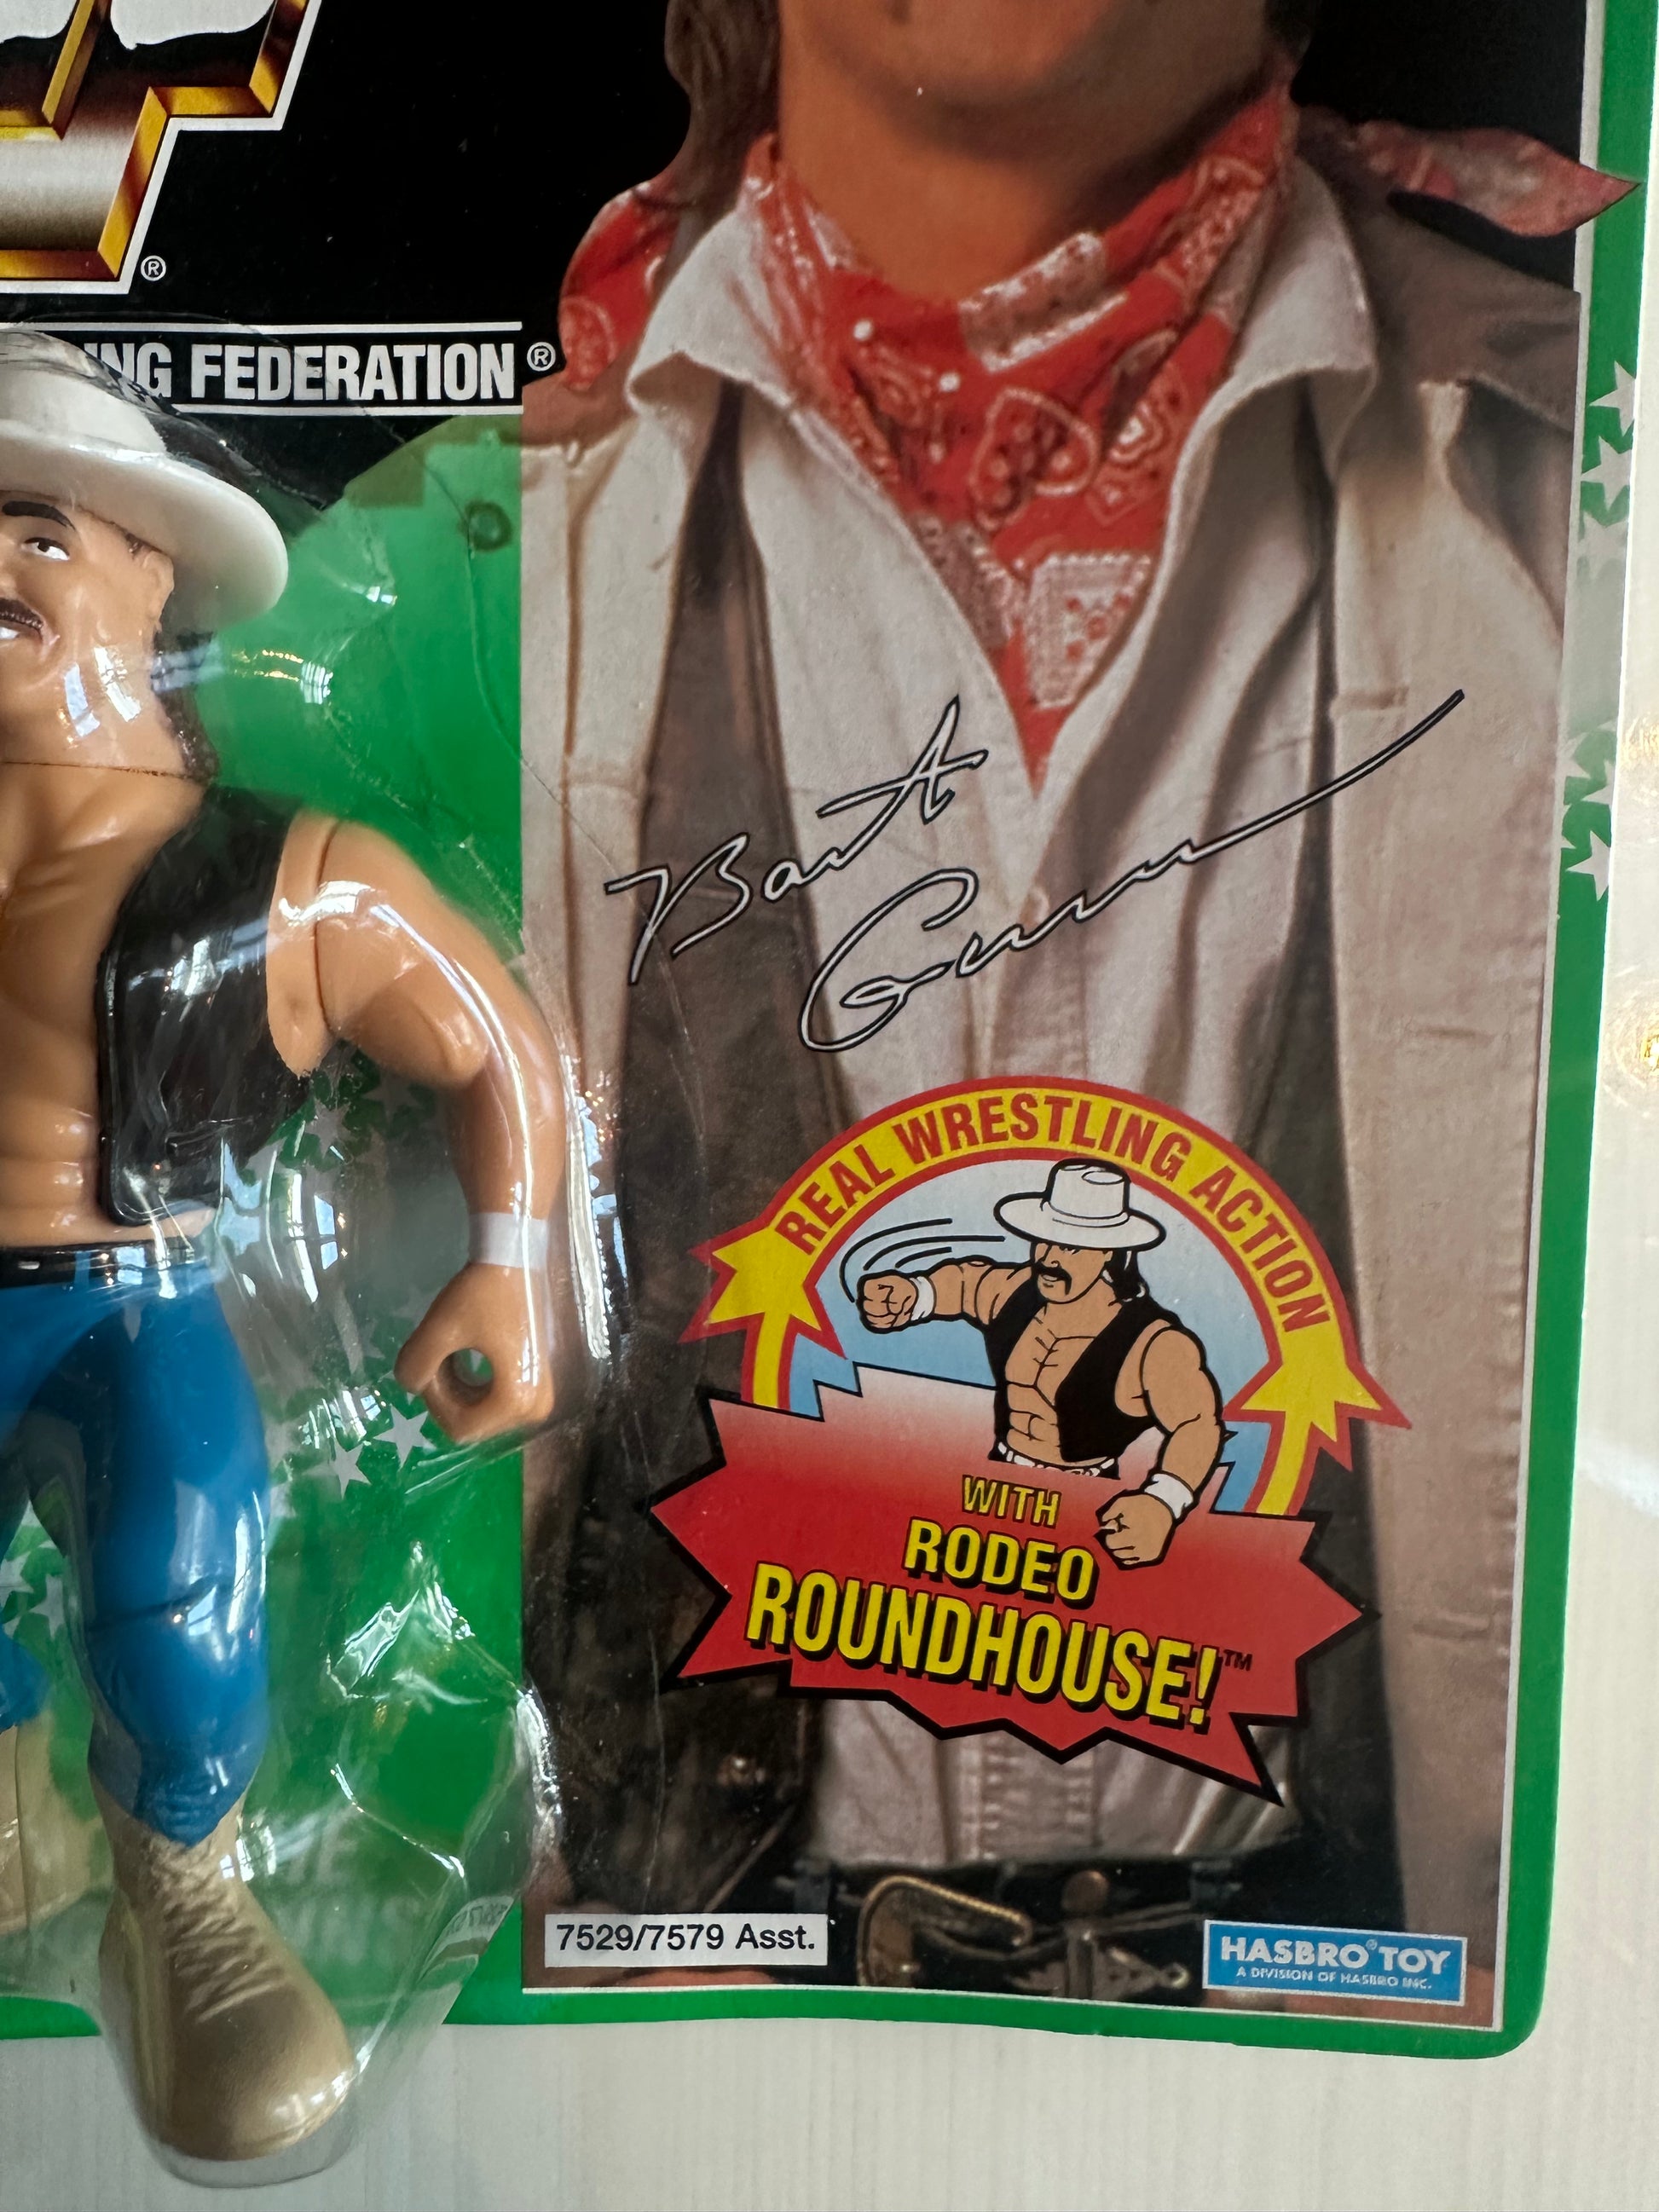 ®
NG FEDERATION®
Bart
Gunn
REAL WRESTLING ACTION
WITH
RODEO
ROUNDHOUSE!™
7529/7579 Asst.
HASBRO® TOY
A DIVISION OF HASBRO INC.